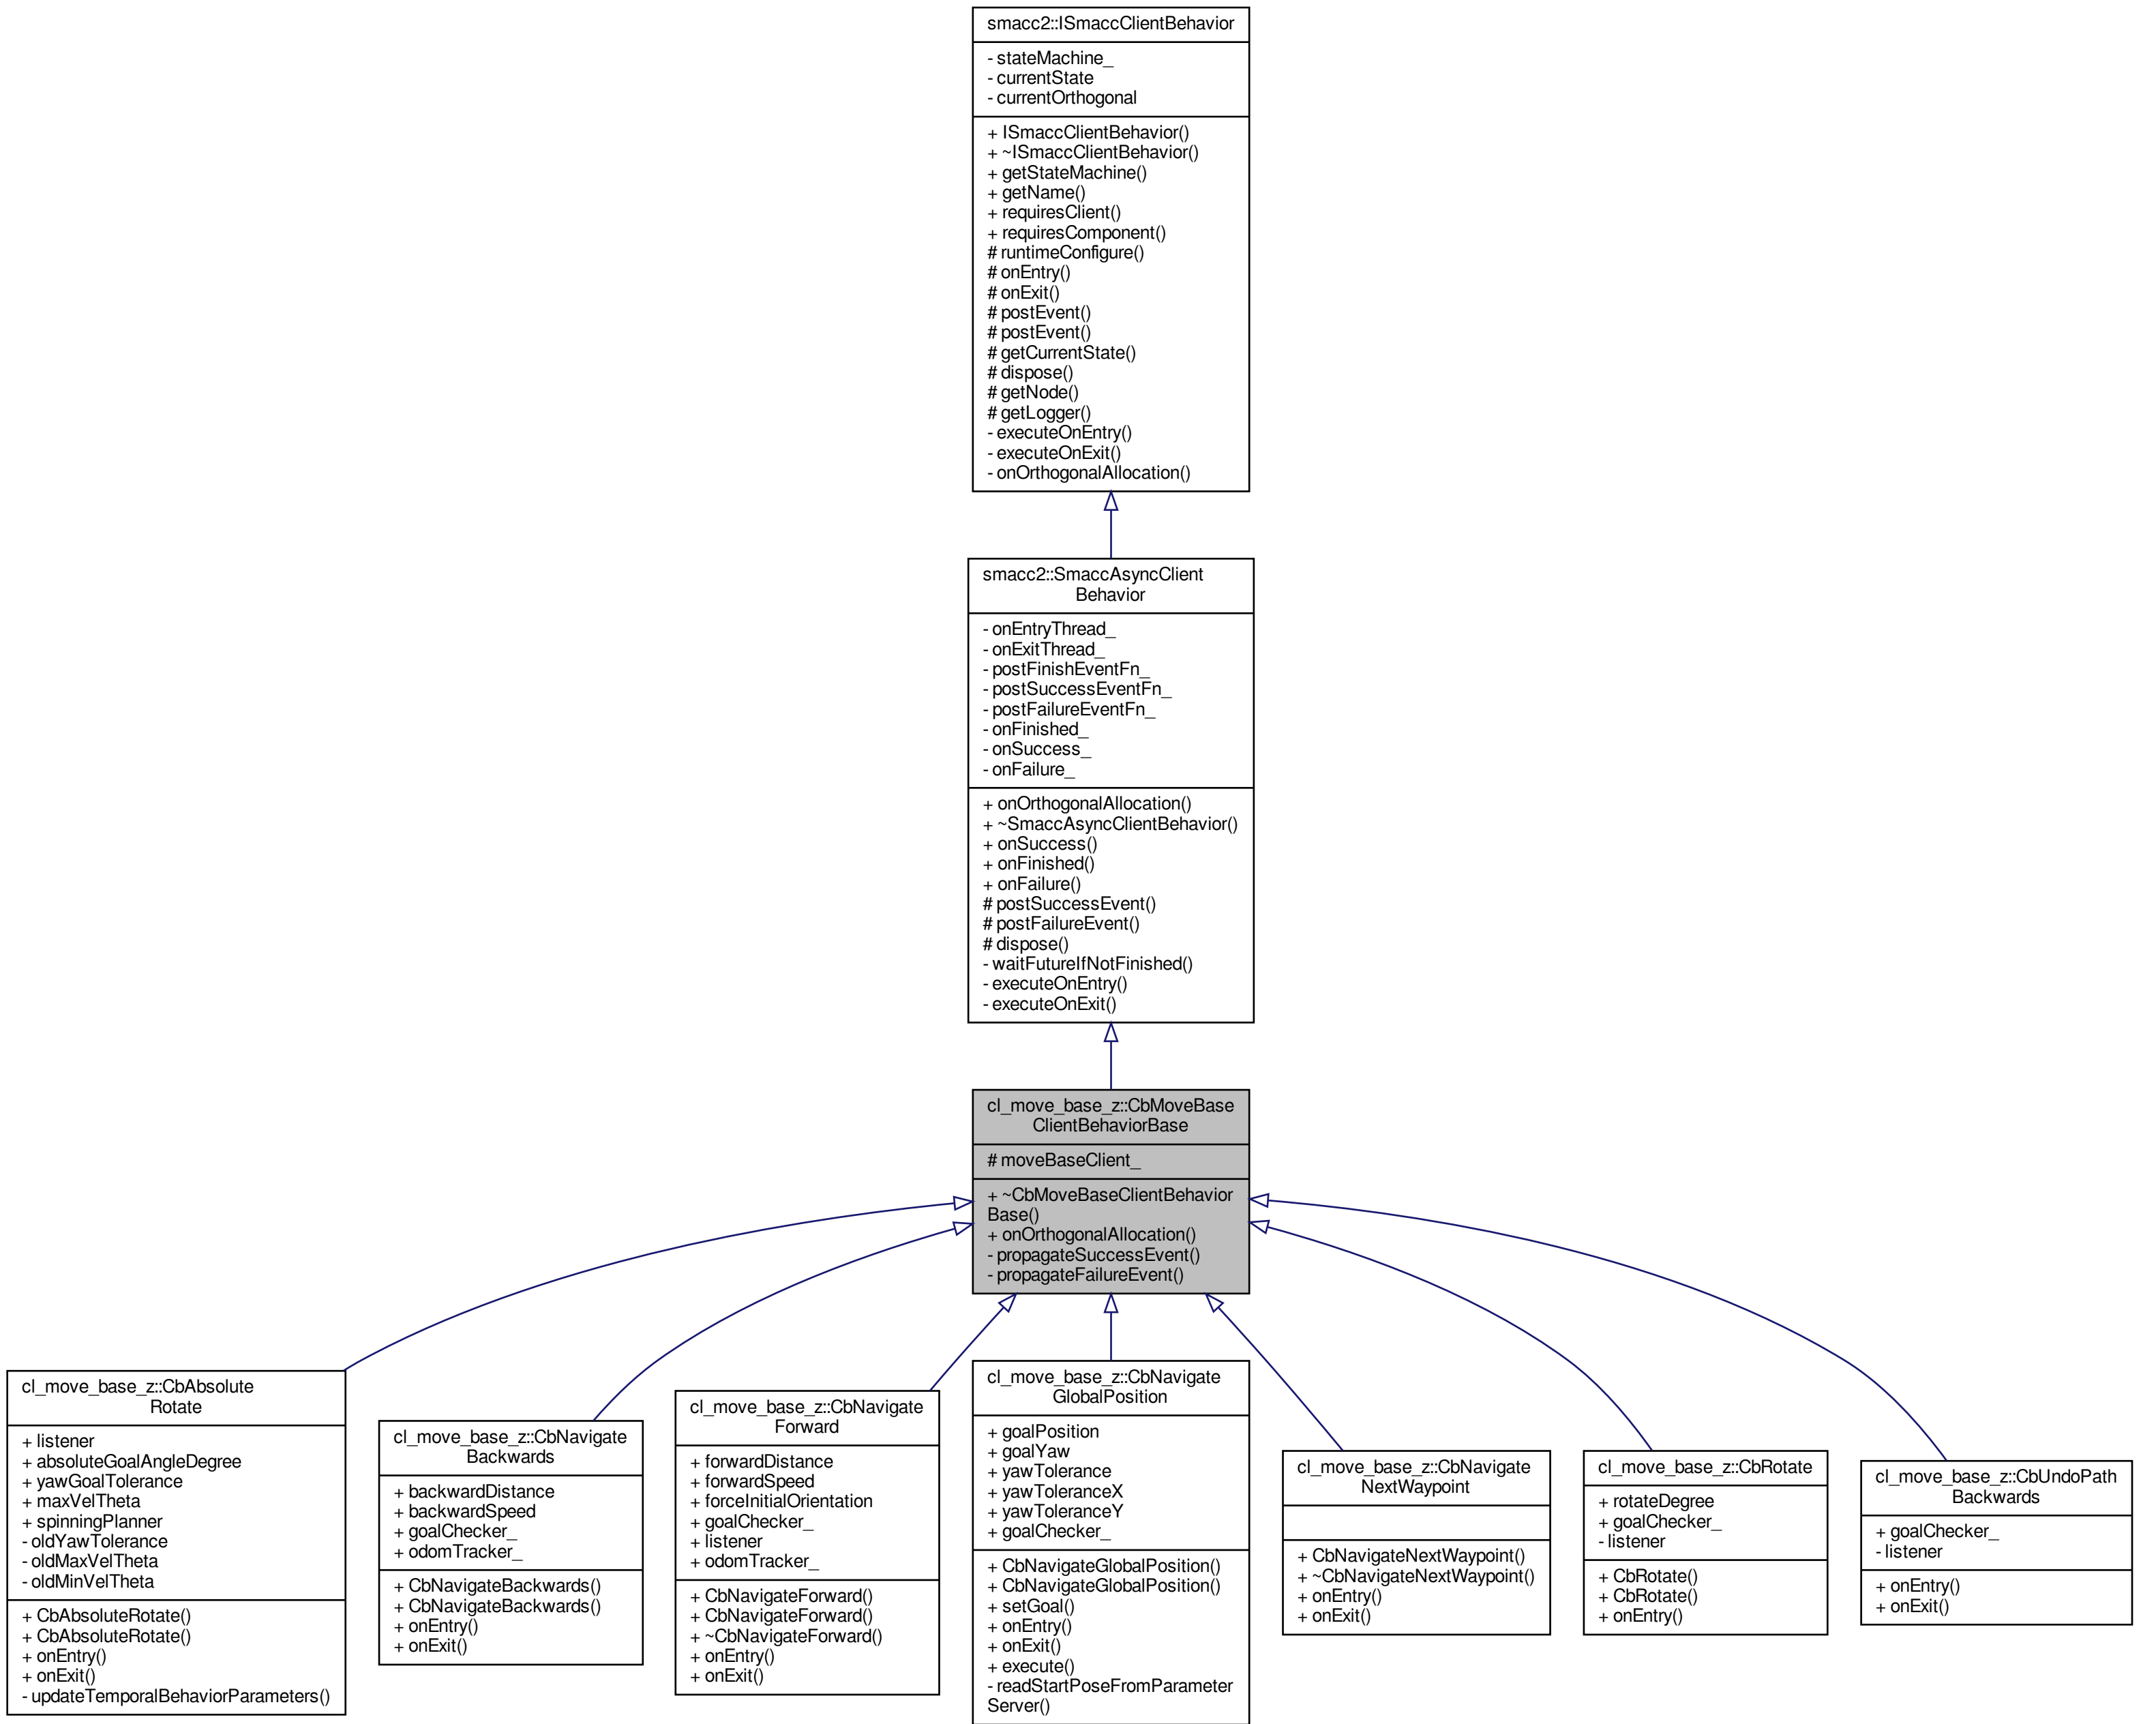 smacc2::ISmaccClientBehavior
- stateMachine_
- currentState
- currentOrthogonal
+ ISmaccClientBehavior()
+ ~ISmaccClientBehavior()
+ getStateMachine()
+ getName()
+ requiresClient()
+ requiresComponent()
# runtimeConfigure()
# onEntry()
# onExit()
# postEvent()
# postEvent()
# getCurrentState()
# dispose()
# getNode()
# getLogger()
- executeOnEntry()
- executeOnExit()
- onOrthogonalAllocation()
smacc2::SmaccAsyncClient
Behavior
- onEntryThread_
- onExitThread_
- postFinishEventFn_
- postSuccessEventFn_
- postFailureEventFn_
- onFinished_
- onSuccess_
- onFailure_
+ onOrthogonalAllocation()
+ ~SmaccAsyncClientBehavior()
+ onSuccess()
+ onFinished()
+ onFailure()
# postSuccessEvent()
# postFailureEvent()
# dispose()
- waitFutureIfNotFinished()
- executeOnEntry()
- executeOnExit()
cl_move_base_z::CbMoveBase
ClientBehaviorBase
# moveBaseClient_
+ ~CbMoveBaseClientBehavior
Base()
+ onOrthogonalAllocation()
- propagateSuccessEvent()
- propagateFailureEvent()
cl_move_base_z::CbAbsolute
Rotate
+ listener
+ absoluteGoalAngleDegree
+ yawGoalTolerance
+ maxVelTheta
+ spinningPlanner
- oldYawTolerance
- oldMaxVelTheta
- oldMinVelTheta
+ CbAbsoluteRotate()
+ CbAbsoluteRotate()
+ onEntry()
+ onExit()
- updateTemporalBehaviorParameters()
cl_move_base_z::CbNavigate
Backwards
+ backwardDistance
+ backwardSpeed
+ goalChecker_
+ odomTracker_
+ CbNavigateBackwards()
+ CbNavigateBackwards()
+ onEntry()
+ onExit()
cl_move_base_z::CbNavigate
Forward
+ forwardDistance
+ forwardSpeed
+ forceInitialOrientation
+ goalChecker_
+ listener
+ odomTracker_
+ CbNavigateForward()
+ CbNavigateForward()
+ ~CbNavigateForward()
+ onEntry()
+ onExit()
cl_move_base_z::CbNavigate
GlobalPosition
+ goalPosition
+ goalYaw
+ yawTolerance
+ yawToleranceX
+ yawToleranceY
+ goalChecker_
+ CbNavigateGlobalPosition()
+ CbNavigateGlobalPosition()
+ setGoal()
+ onEntry()
+ onExit()
+ execute()
- readStartPoseFromParameter
Server()
cl_move_base_z::CbNavigate
NextWaypoint
+ CbNavigateNextWaypoint()
+ ~CbNavigateNextWaypoint()
+ onEntry()
+ onExit()
cl_move_base_z::CbRotate
+ rotateDegree
+ goalChecker_
- listener
+ CbRotate()
+ CbRotate()
+ onEntry()
cl_move_base_z::CbUndoPath
Backwards
+ goalChecker_
- listener
+ onEntry()
+ onExit()